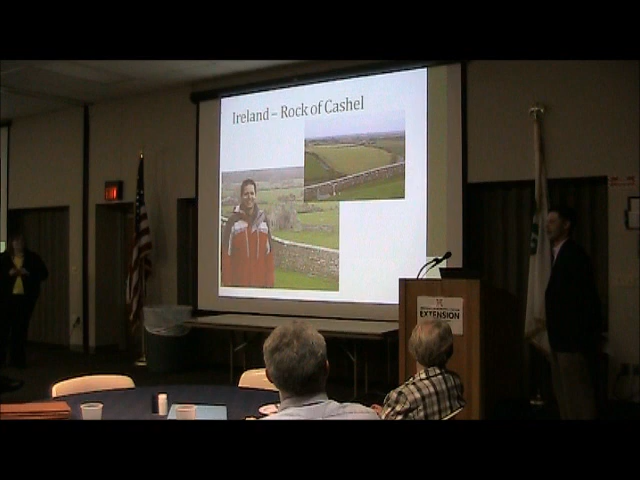 Ireland – Rock of Cashel
EXTENSION